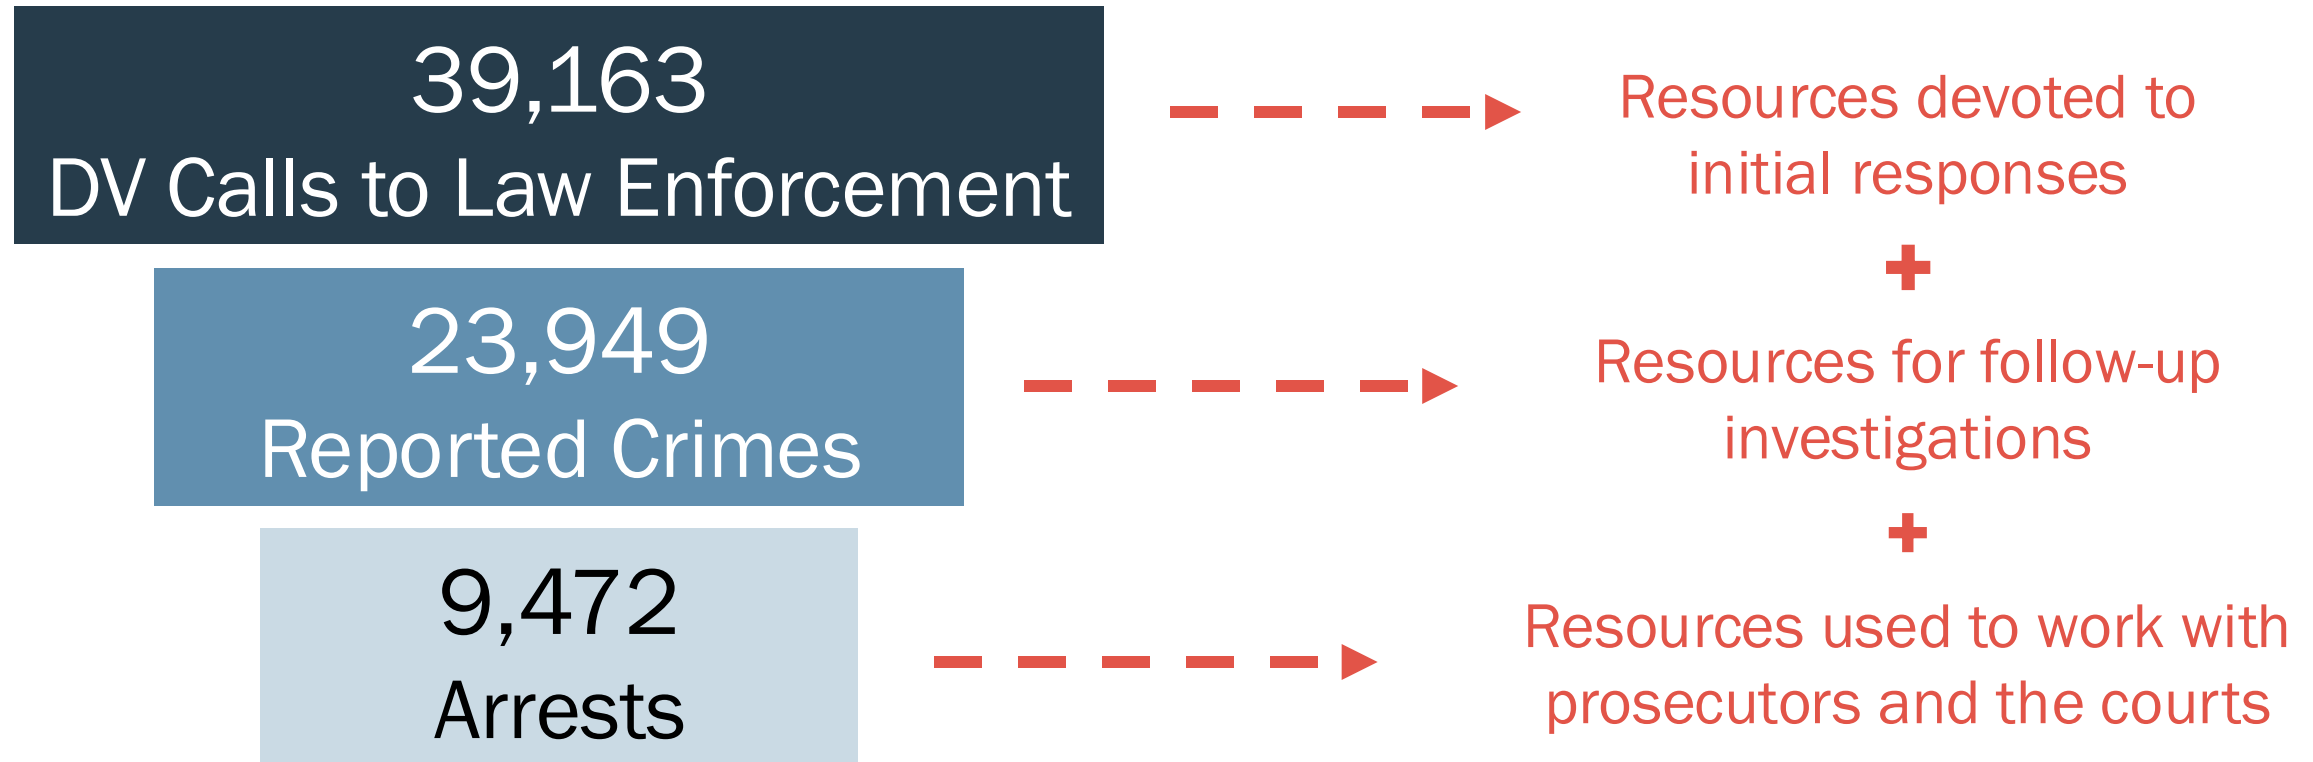 39,163
DV Calls to Law Enforcement
Resources devoted to
initial responses
23,949
Reported Crimes
Resources for follow-up
investigations
9,472
Arrests
Resources used to work with
prosecutors and the courts